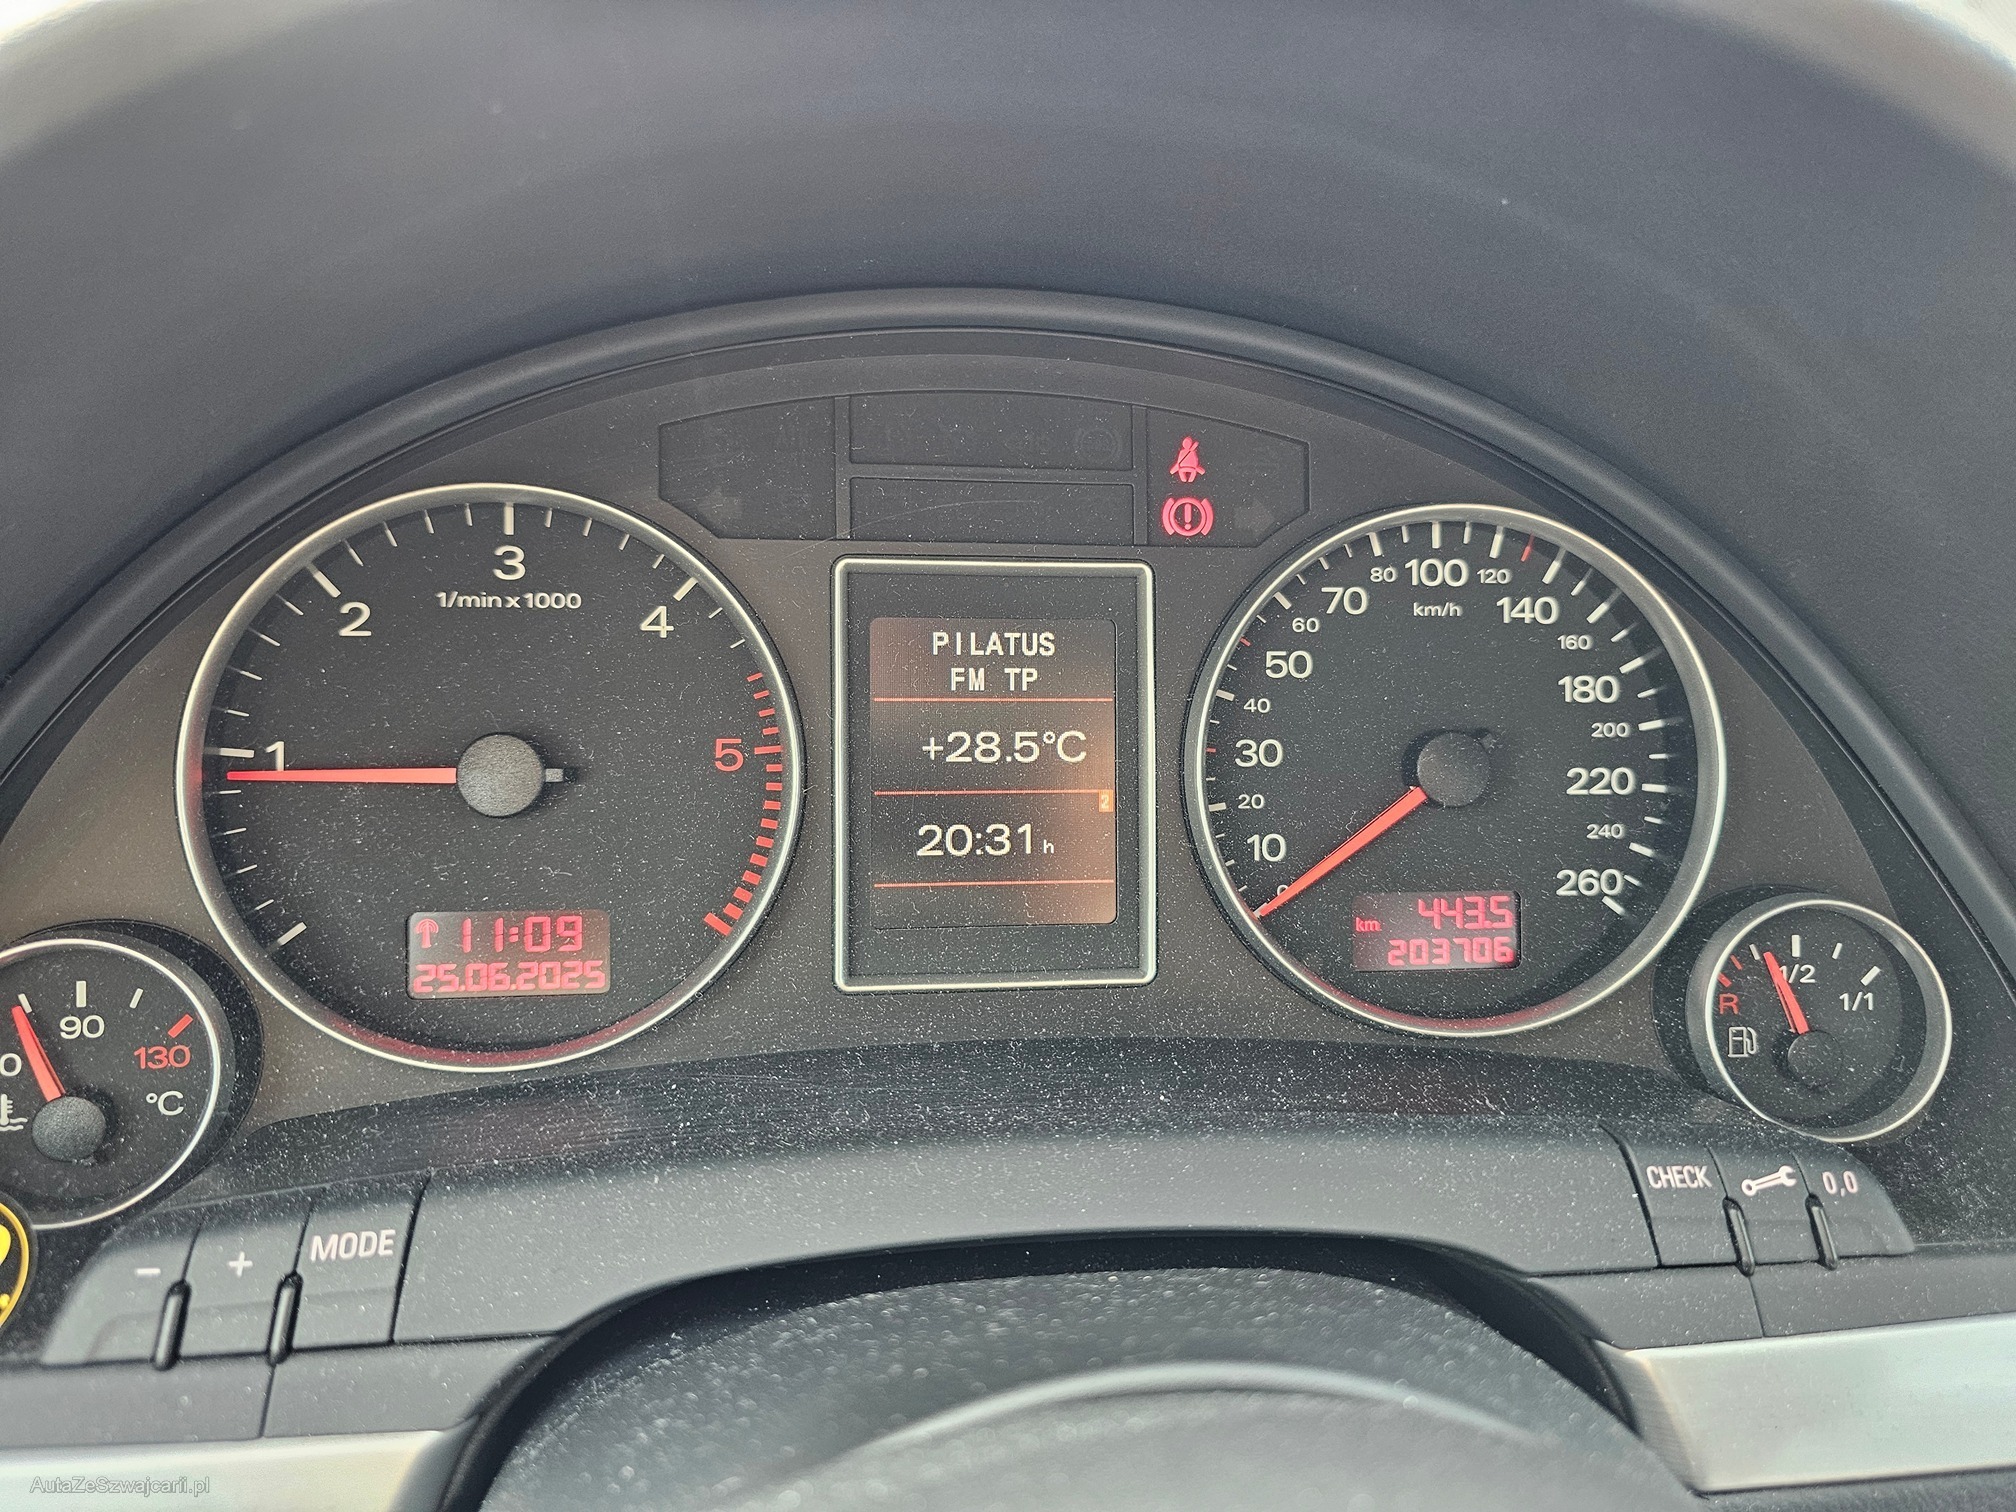 1 2 3 4 5
1/min x 1000
11:09
25.06.2025
PILATUS
FM TP
+28.5°C
2
20:31 h
0 10 20 30 40 50 60 70 80 100 120 140 160 180 200 220 240 260
km/h
km 443.5
203706
90 130
°C
R 1/2 1/1
- + MODE
CHECK 0,0
AutaZeSzwajcarii.pl